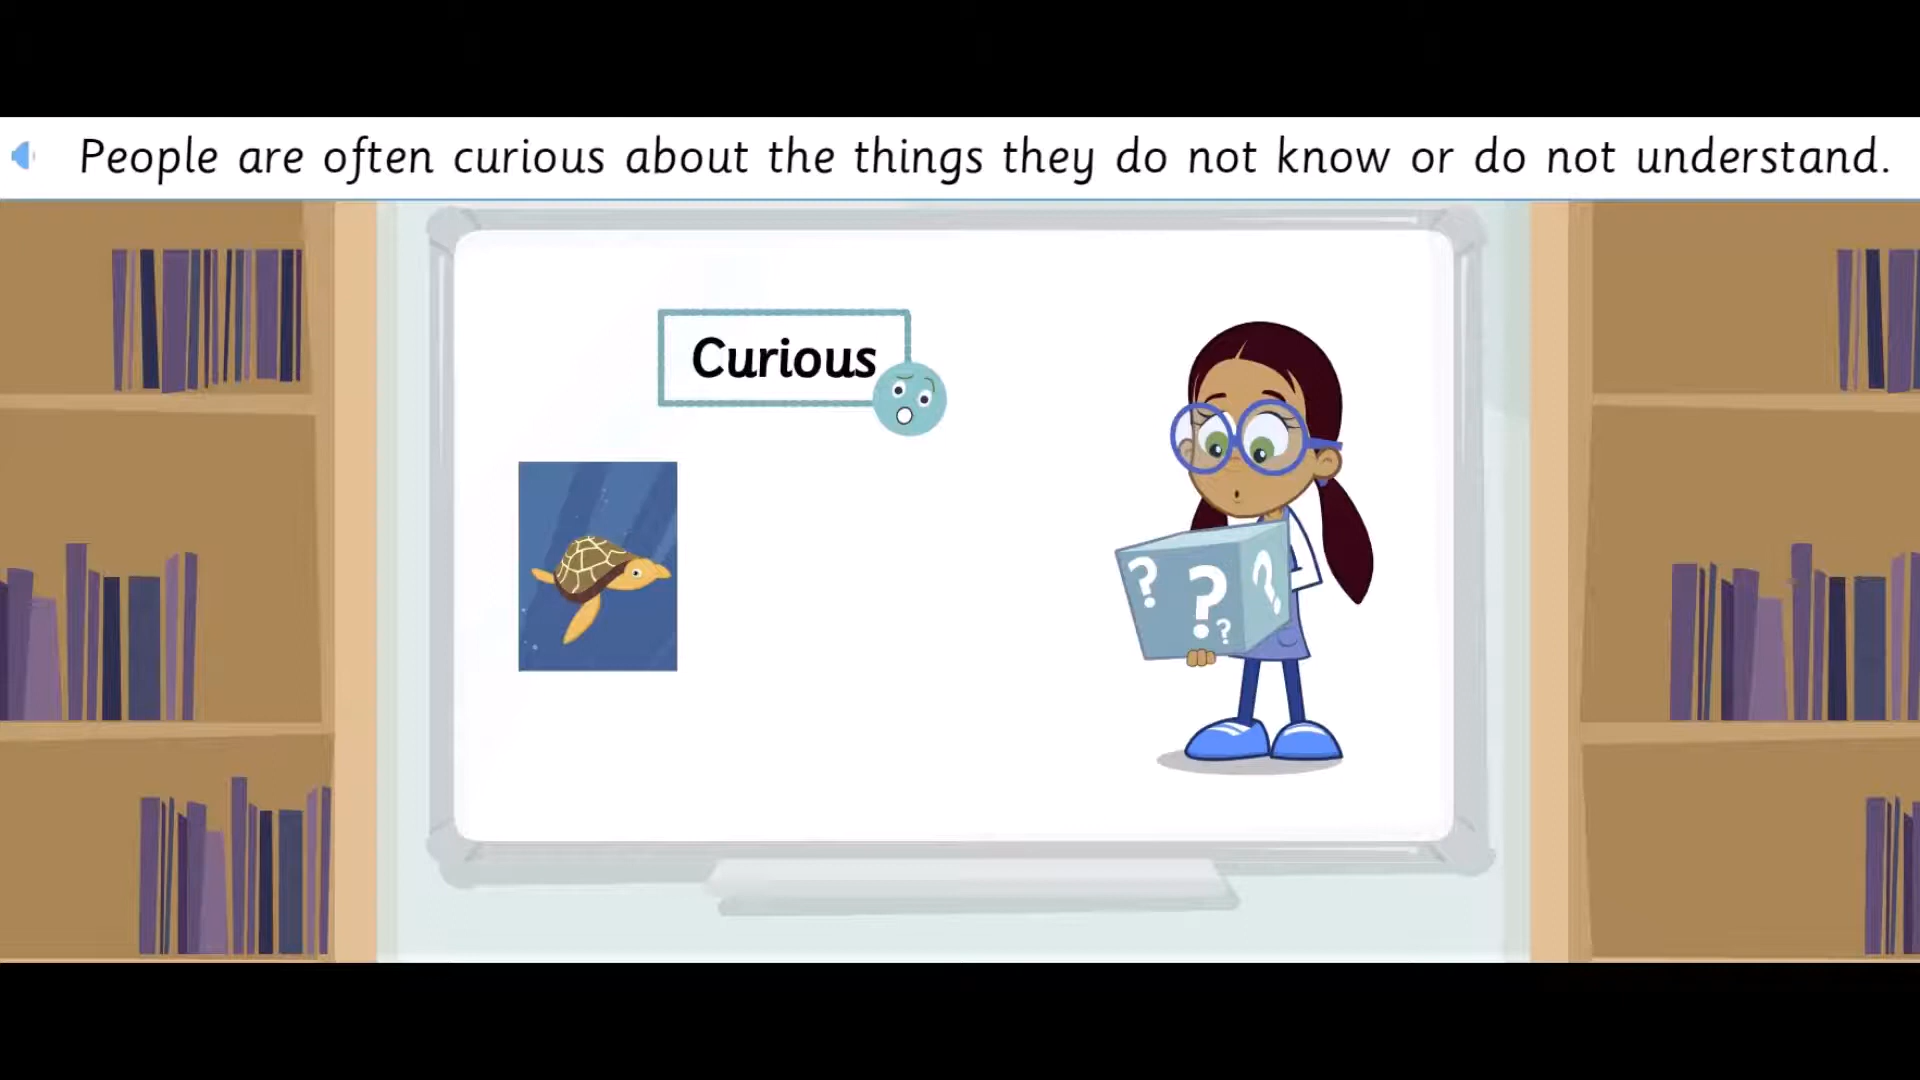 People are often curious about the things they do not know or do not understand.
Curious
? ? ? ?